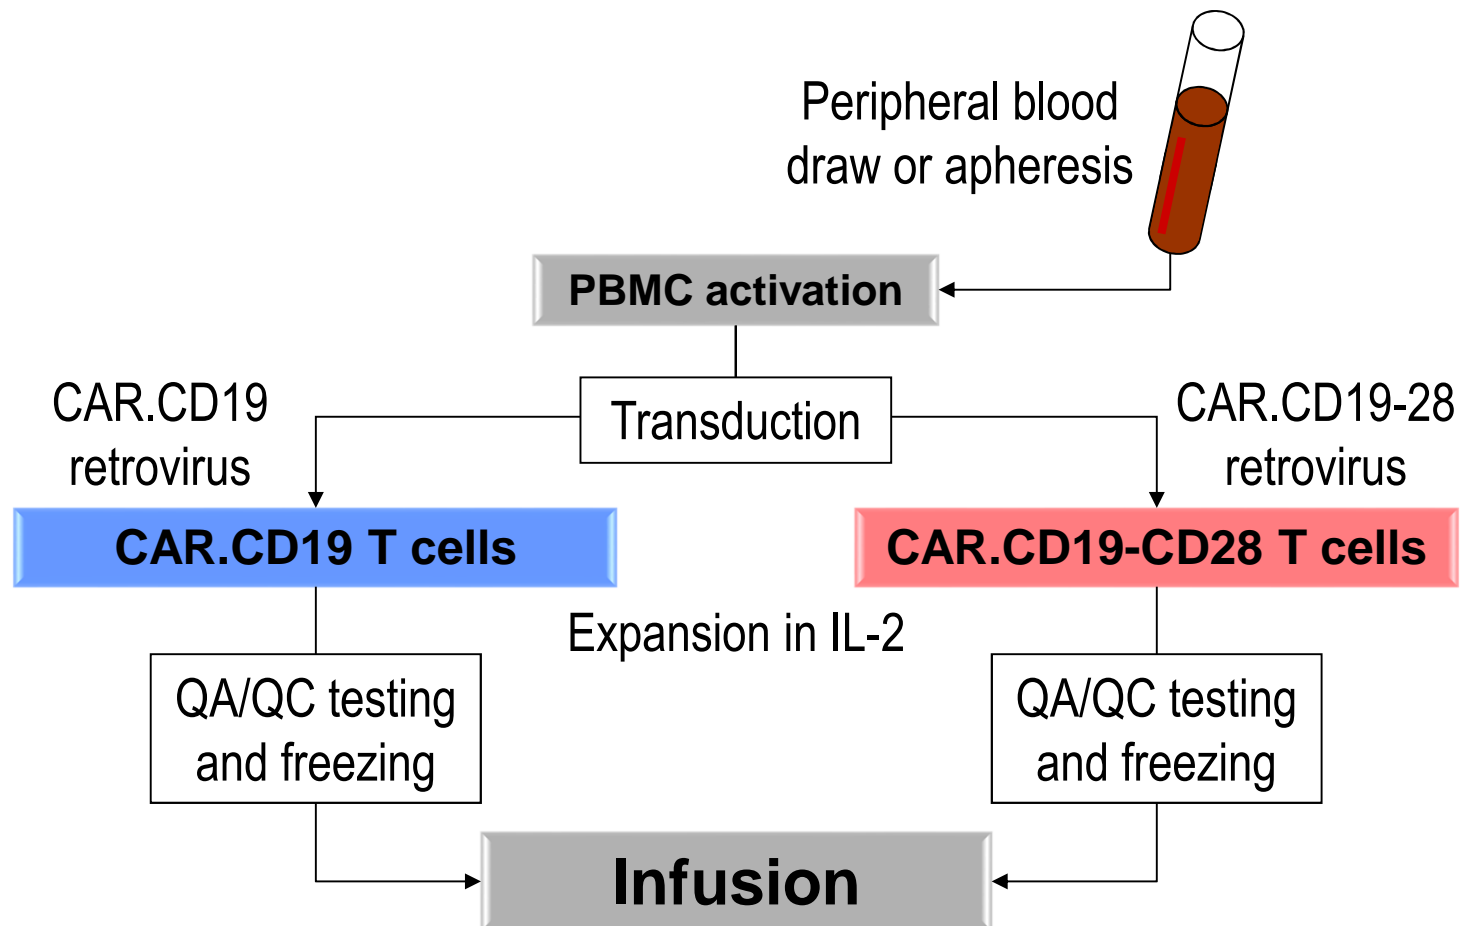 Peripheral blood
draw or apheresis
PBMC activation
CAR.CD19
retrovirus
Transduction
CAR.CD19-28
retrovirus
CAR.CD19 T cells
CAR.CD19-CD28 T cells
Expansion in IL-2
QA/QC testing
and freezing
QA/QC testing
and freezing
Infusion